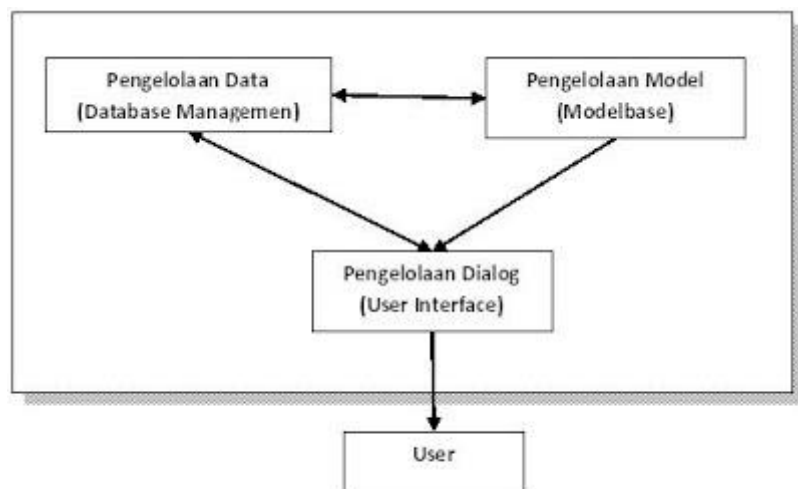 Pengelolaan Data
(Database Managemen)
Pengelolaan Model
(Modelbase)
Pengelolaan Dialog
(User Interface)
User